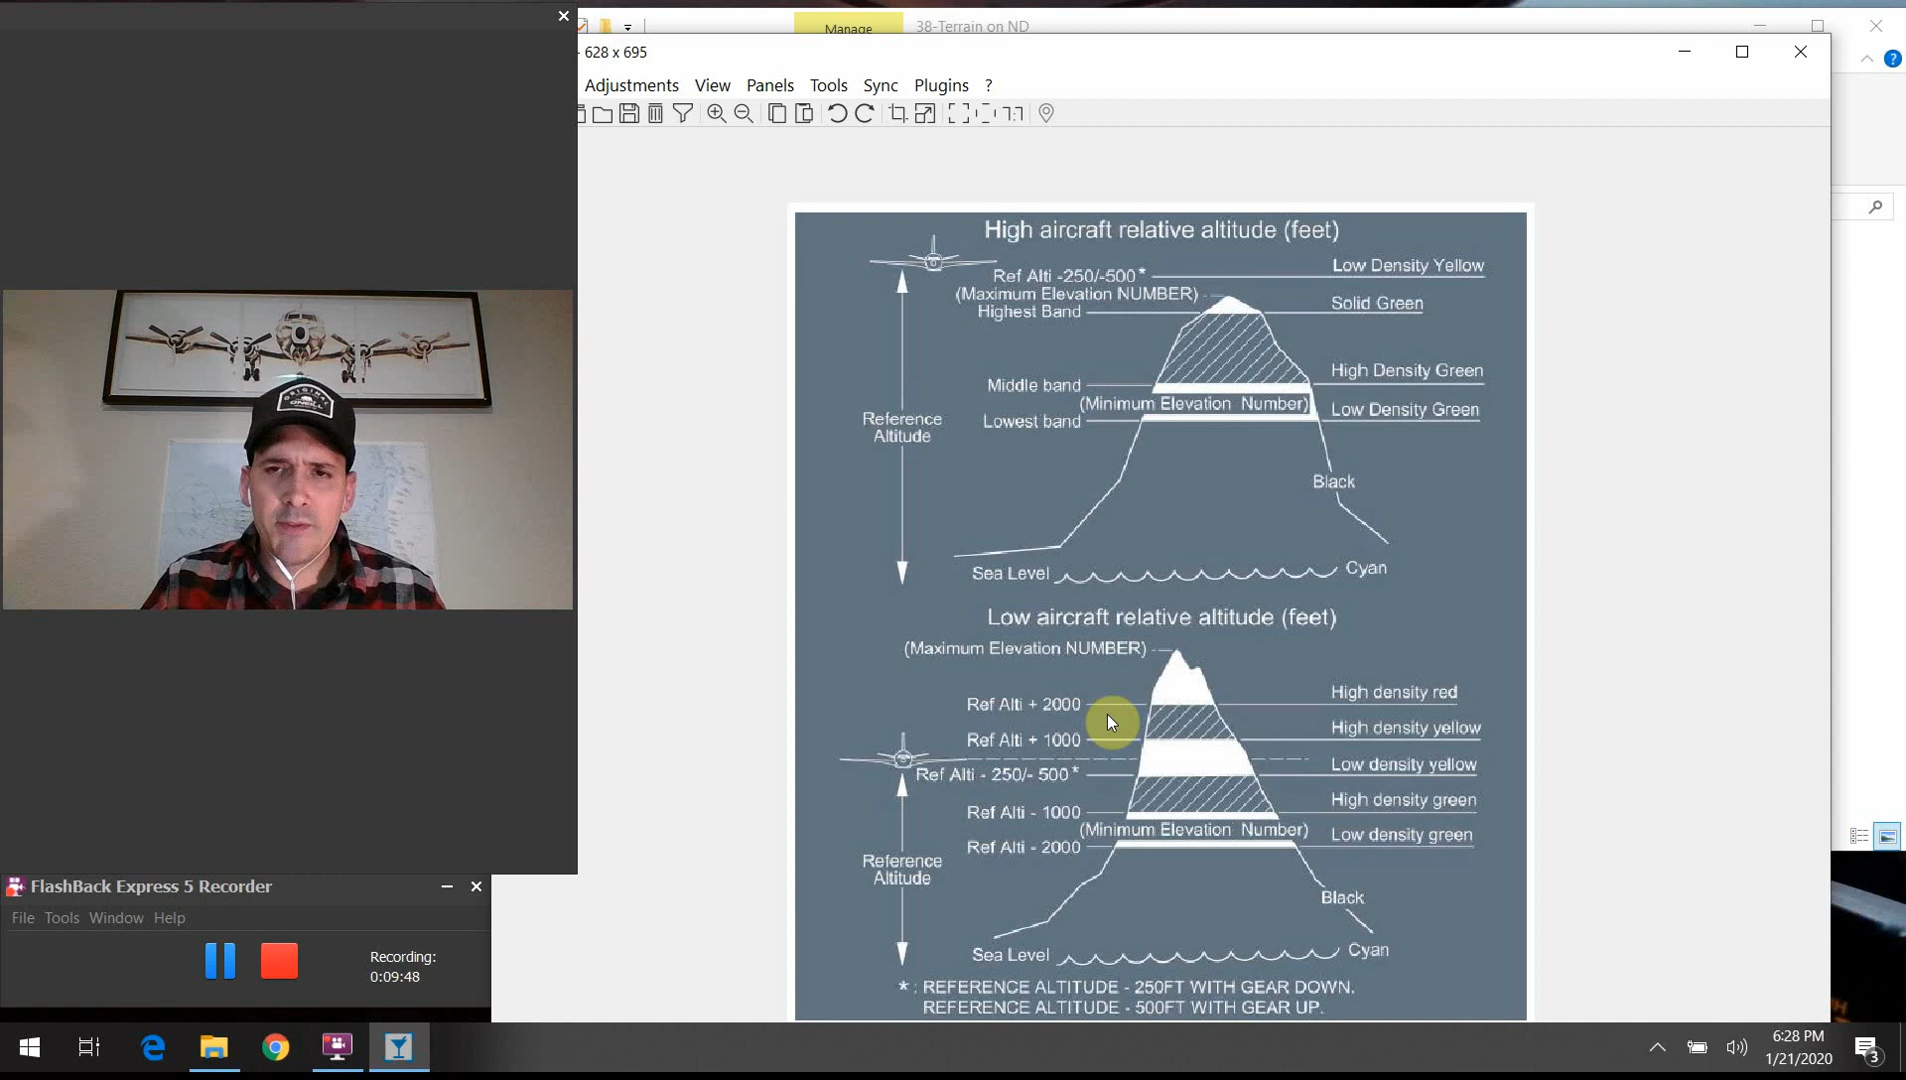 Manage
38-Terrain on ND
- 628 x 695
Adjustments View Panels Tools Sync Plugins ?
High aircraft relative altitude (feet)
Ref Alti -250/-500*
Low Density Yellow
(Maximum Elevation NUMBER)
Highest Band
Solid Green
Middle band
High Density Green
(Minimum Elevation Number)
Lowest band
Low Density Green
Reference
Altitude
Black
Sea Level
Cyan
Low aircraft relative altitude (feet)
(Maximum Elevation NUMBER)
Ref Alti + 2000
High density red
Ref Alti + 1000
High density yellow
Ref Alti - 250/- 500*
Low density yellow
Ref Alti - 1000
High density green
(Minimum Elevation Number)
Ref Alti - 2000
Low density green
Reference
Altitude
Black
Sea Level
Cyan
* : REFERENCE ALTITUDE - 250FT WITH GEAR DOWN.
REFERENCE ALTITUDE - 500FT WITH GEAR UP.
ORIGINAL
O'NEILL
FlashBack Express 5 Recorder
File Tools Window Help
Recording:
0:09:48
6:28 PM
1/21/2020
3